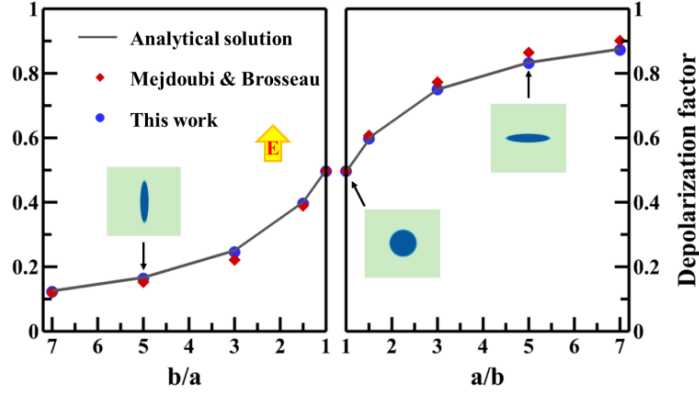 1
0.8
0.6
0.4
0.2
0
Analytical solution
Mejdoubi & Brosseau
This work
E
7 6 5 4 3 2 1
b/a
1 2 3 4 5 6 7
a/b
1
0.8
0.6
0.4
0.2
0
Depolarization factor